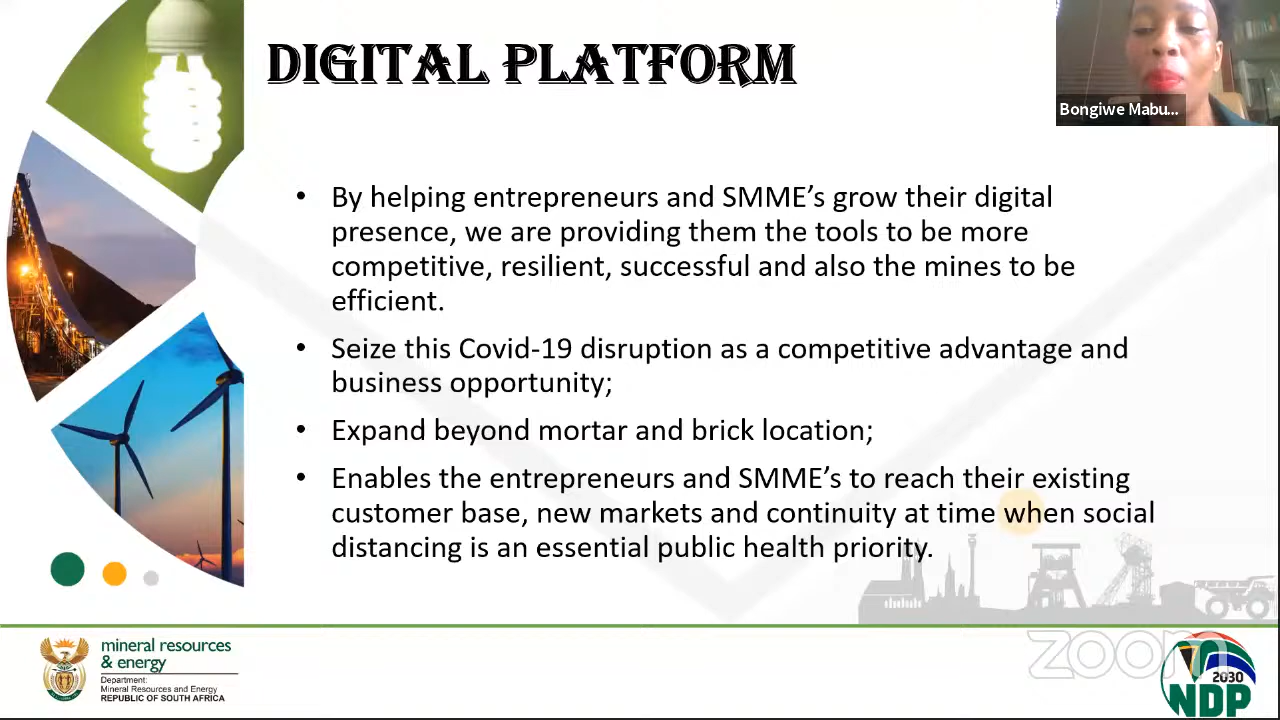 DIGITAL PLATFORM
Bongiwe Mabu...
• By helping entrepreneurs and SMME’s grow their digital
presence, we are providing them the tools to be more
competitive, resilient, successful and also the mines to be
efficient.
• Seize this Covid-19 disruption as a competitive advantage and
business opportunity;
• Expand beyond mortar and brick location;
• Enables the entrepreneurs and SMME’s to reach their existing
customer base, new markets and continuity at time when social
distancing is an essential public health priority.
mineral resources
& energy
Department:
Mineral Resources and Energy
REPUBLIC OF SOUTH AFRICA
zoom
2030
NDP